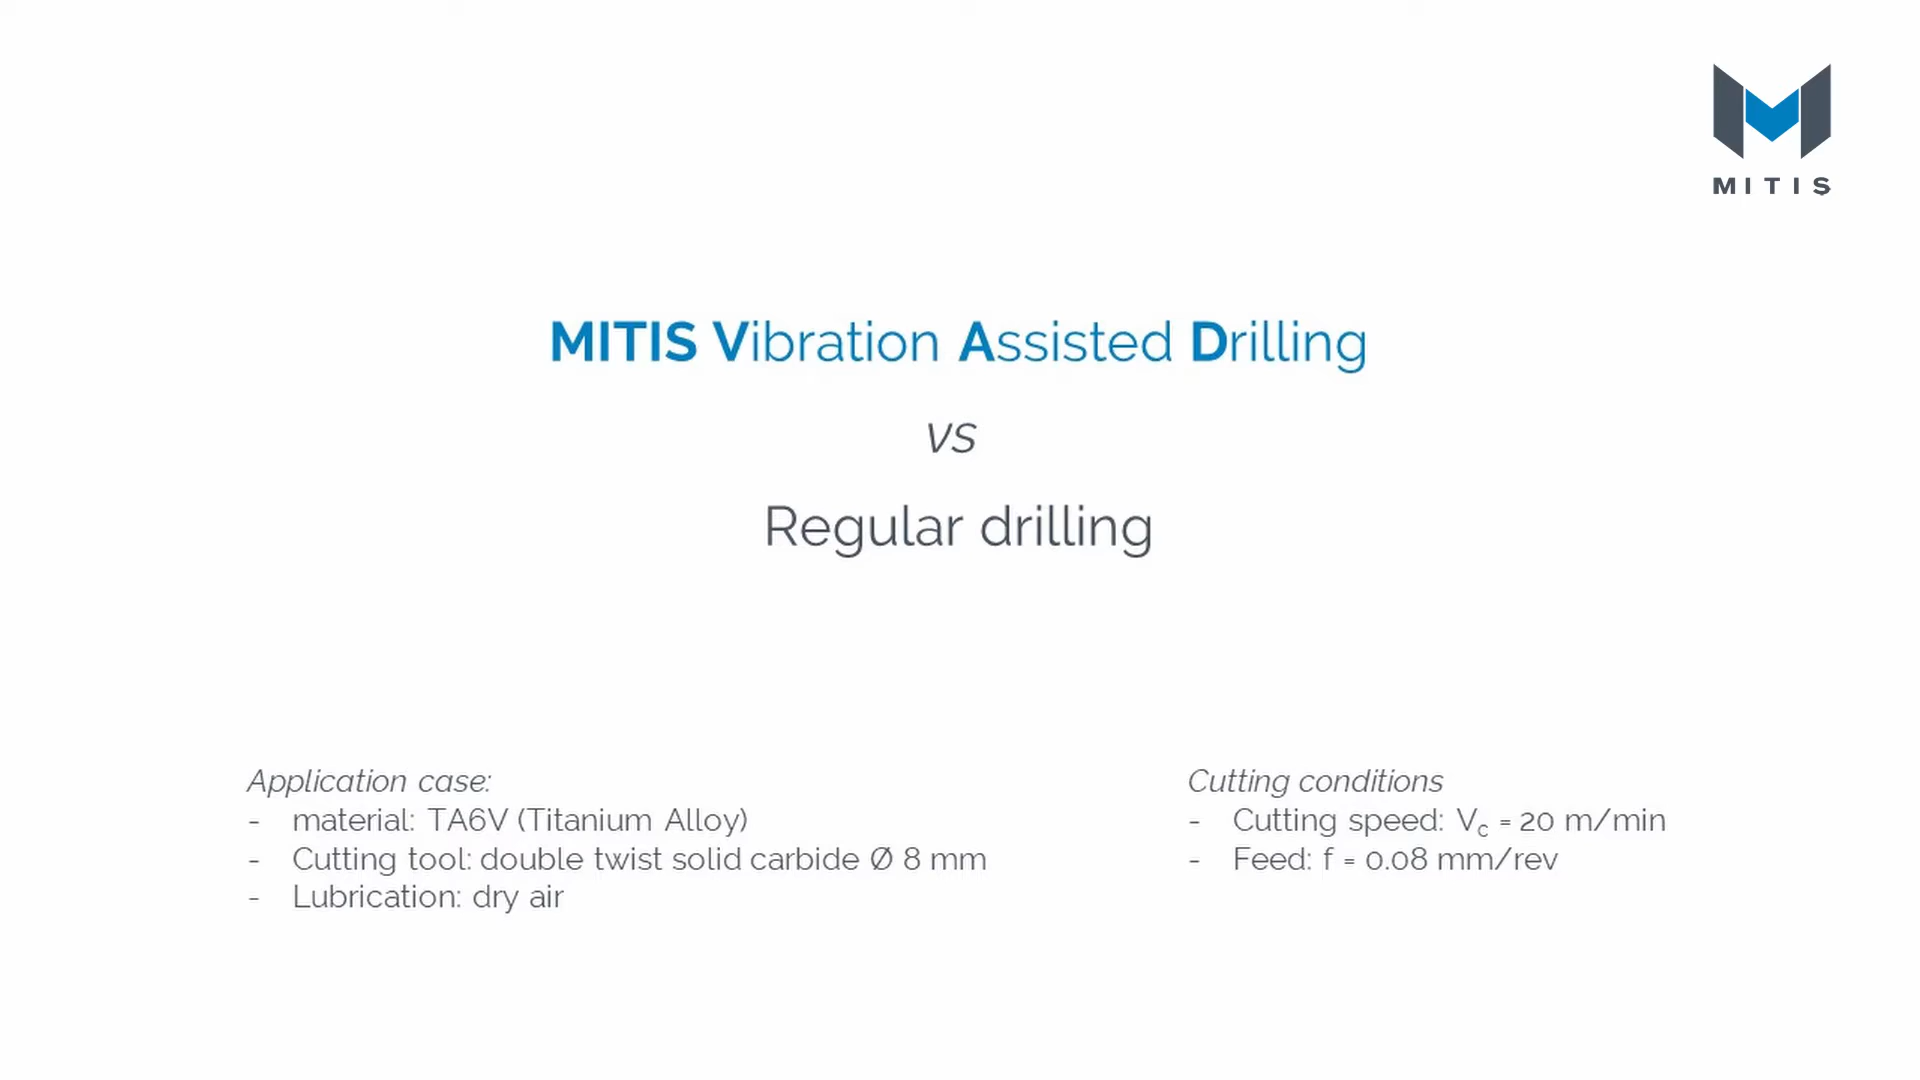 MITIS
MITIS Vibration Assisted Drilling
vs
Regular drilling
Application case:
- material: TA6V (Titanium Alloy)
- Cutting tool: double twist solid carbide Ø 8 mm
- Lubrication: dry air
Cutting conditions
- Cutting speed: Vc = 20 m/min
- Feed: f = 0.08 mm/rev